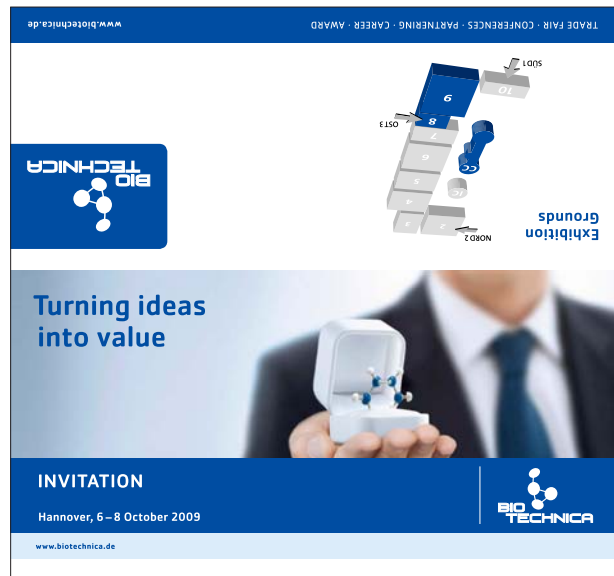 TRADE FAIR · CONFERENCES · PARTNERING · CAREER · AWARD
www.biotechnica.de
Exhibition
Grounds
NORD 2
2
3
4
IC
5
6
CC
7
OST 3
8
9
10
SÜD1
BIO
TECHNICA
Turning ideas
into value
INVITATION
Hannover, 6–8 October 2009
BIO
TECHNICA
www.biotechnica.de